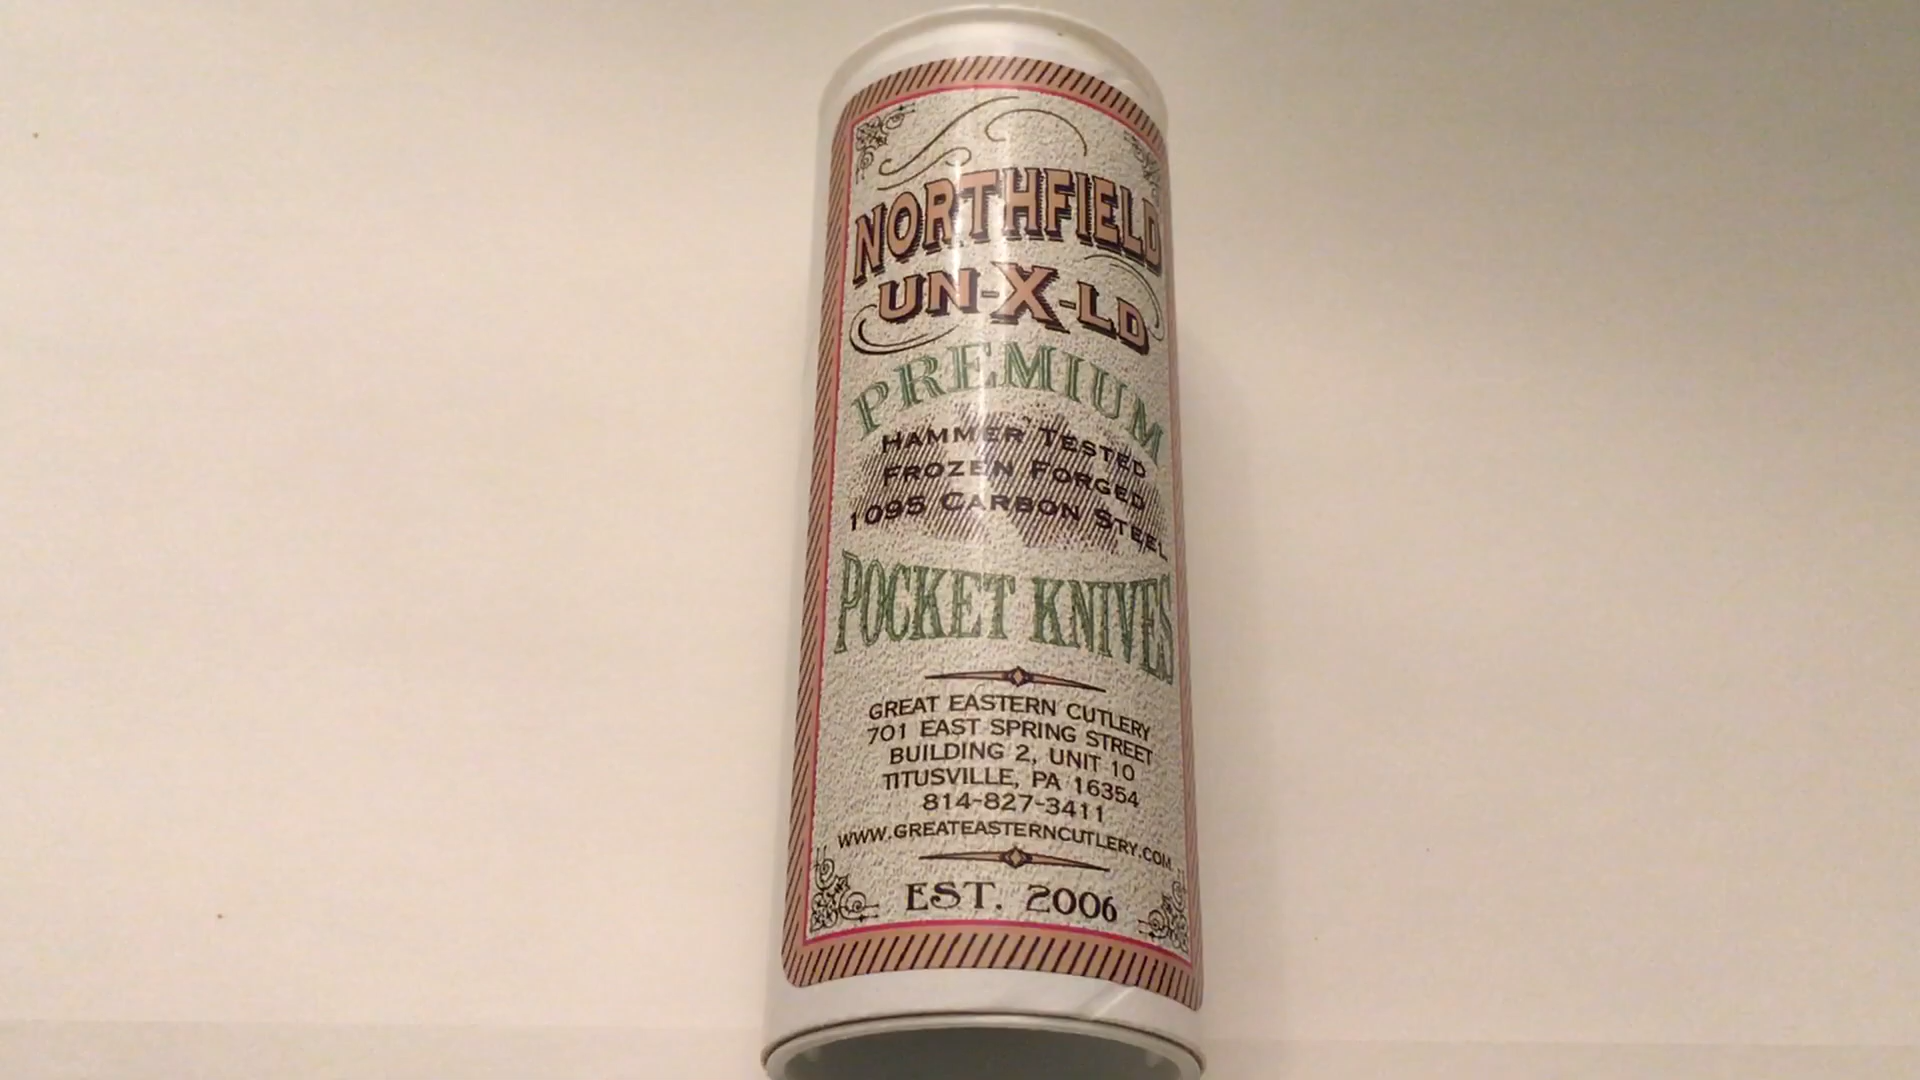 NORTHFIELD
UN-X-LD
PREMIUM
HAMMER TESTED
FROZEN FORGED
1095 CARBON STEEL
POCKET KNIVES
GREAT EASTERN CUTLERY
701 EAST SPRING STREET
BUILDING 2, UNIT 10
TITUSVILLE, PA 16354
814-827-3411
WWW.GREATEASTERNCUTLERY.COM
EST. 2006